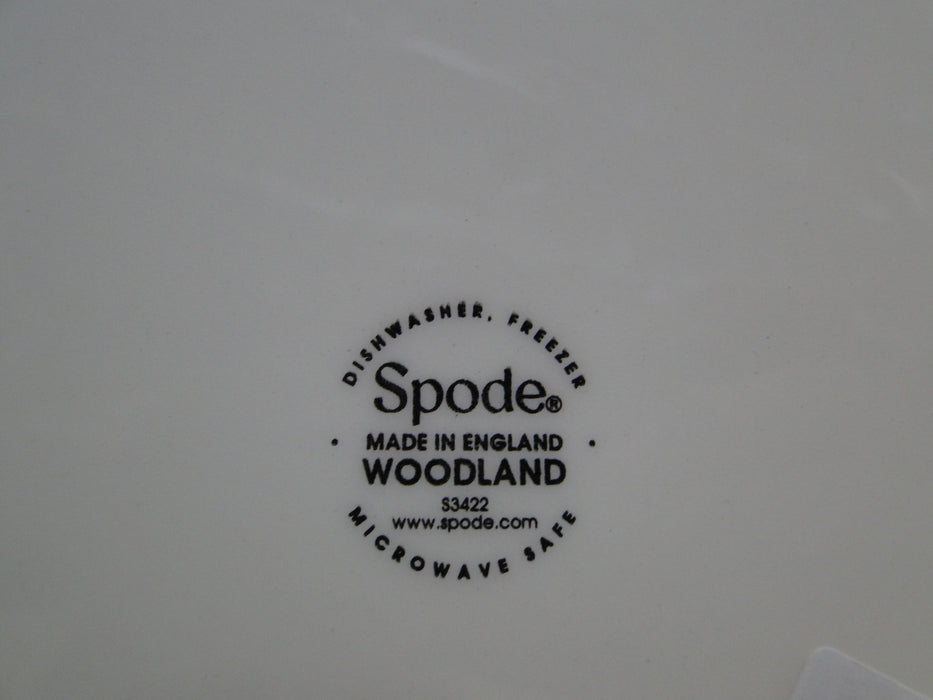 DISHWASHER, FREEZER
Spode®
• MADE IN ENGLAND •
WOODLAND
S3422
www.spode.com
MICROWAVE SAFE